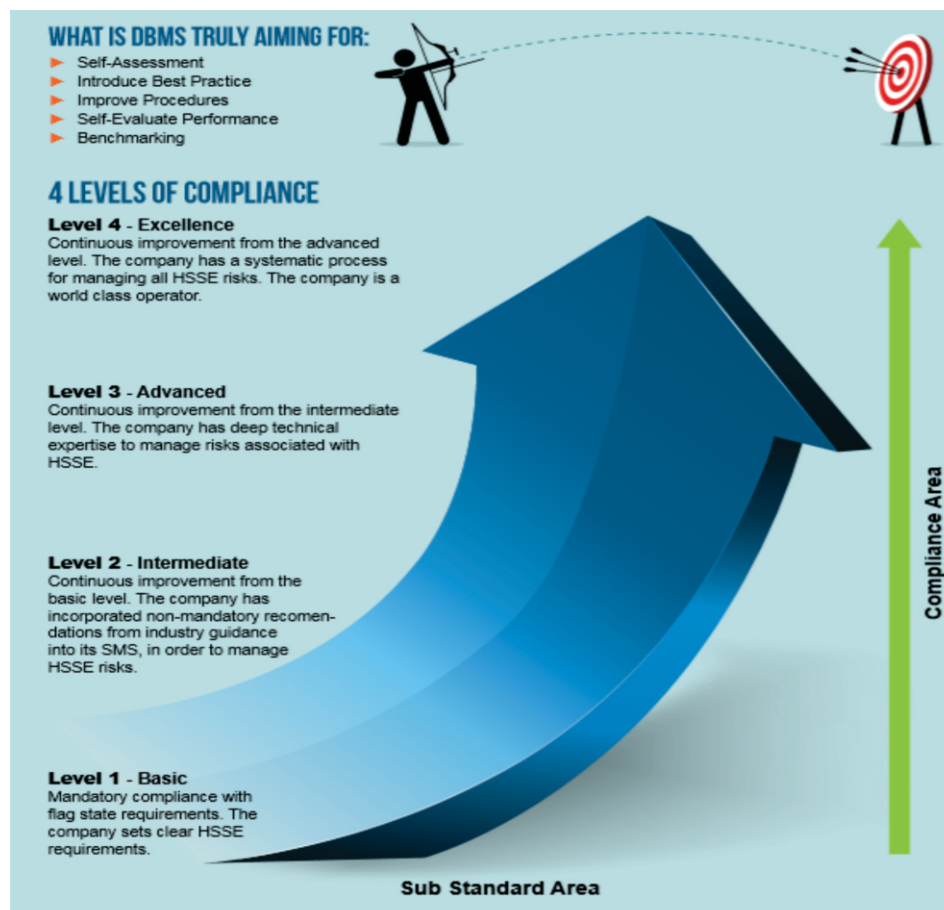 WHAT IS DBMS TRULY AIMING FOR:
Self-Assessment
Introduce Best Practice
Improve Procedures
Self-Evaluate Performance
Benchmarking
4 LEVELS OF COMPLIANCE
Level 4 - Excellence
Continuous improvement from the advanced
level. The company has a systematic process
for managing all HSSE risks. The company is a
world class operator.
Level 3 - Advanced
Continuous improvement from the intermediate
level. The company has deep technical
expertise to manage risks associated with
HSSE.
Level 2 - Intermediate
Continuous improvement from the
basic level. The company has
incorporated non-mandatory recomen-
dations from industry guidance
into its SMS, in order to manage
HSSE risks.
Level 1 - Basic
Mandatory compliance with
flag state requirements. The
company sets clear HSSE
requirements.
Compliance Area
Sub Standard Area